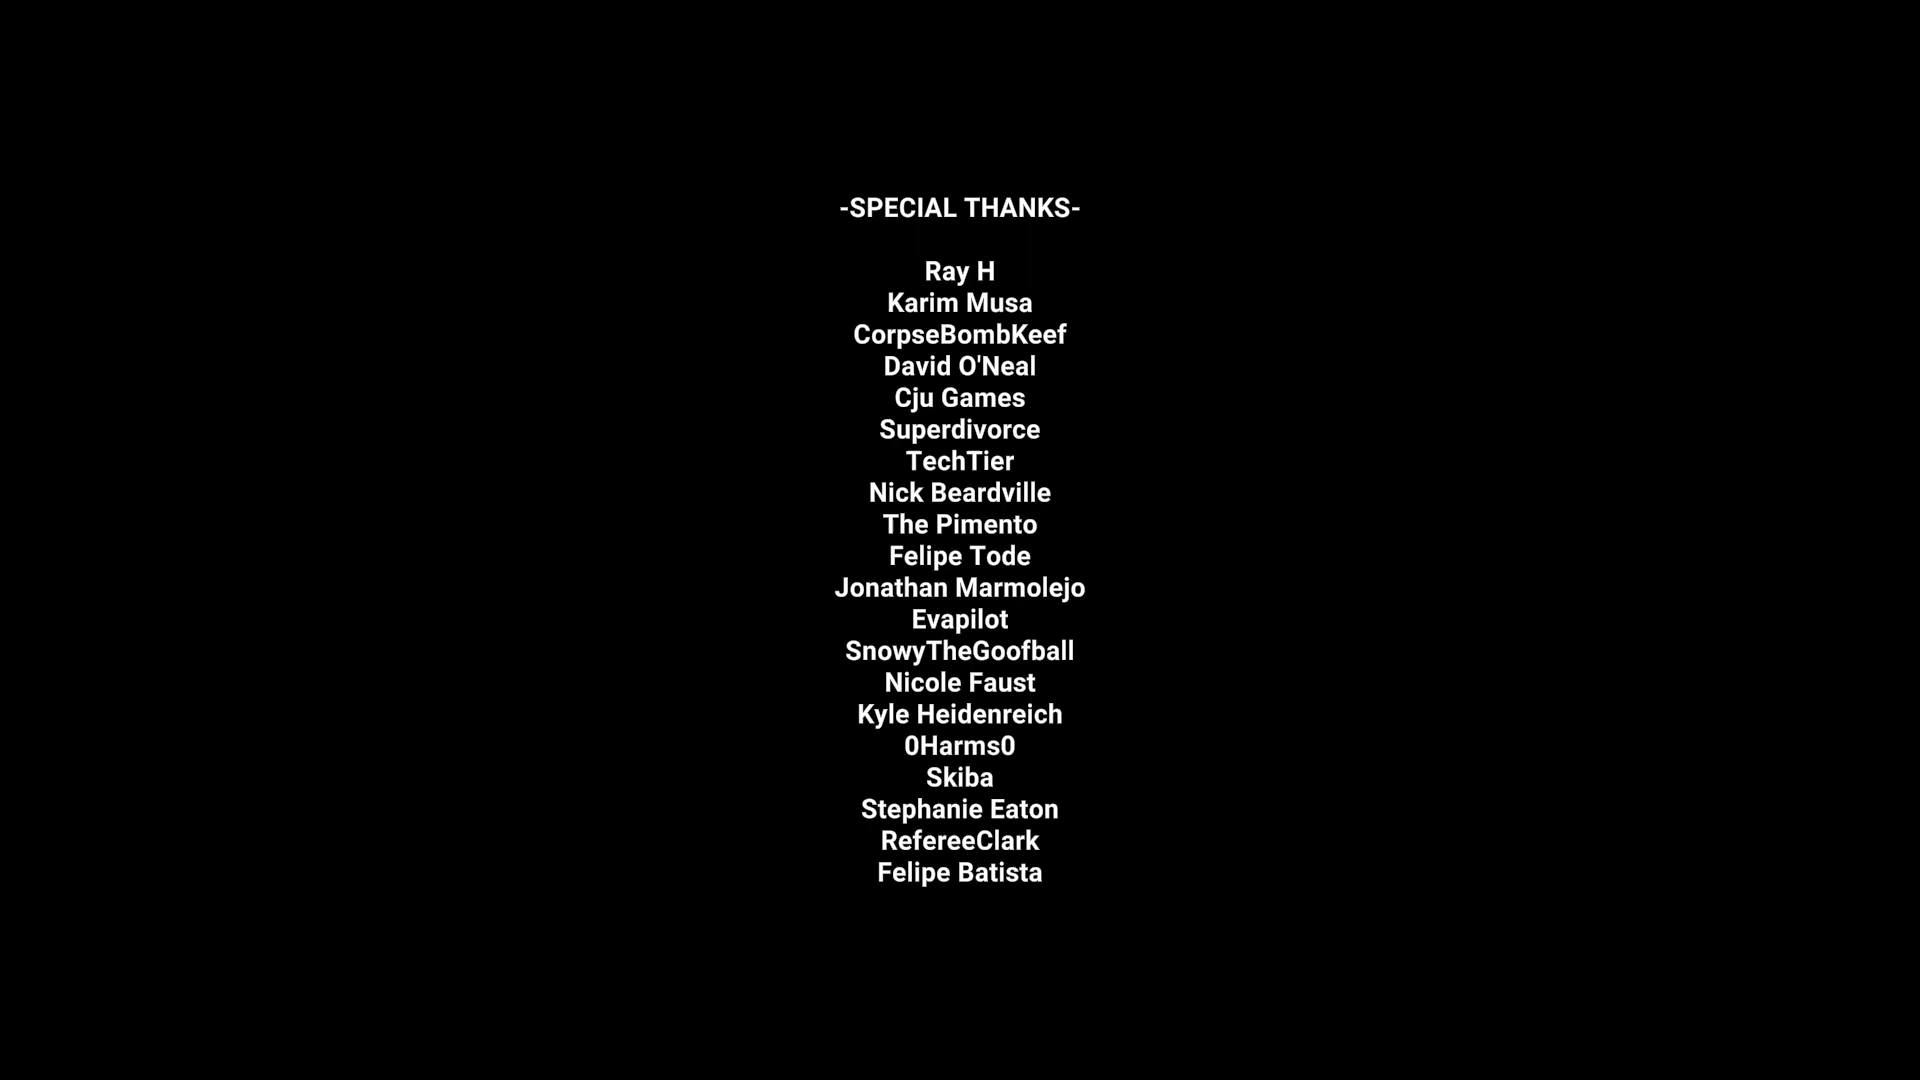 -SPECIAL THANKS-
Ray H
Karim Musa
CorpseBombKeef
David O'Neal
Cju Games
Superdivorce
TechTier
Nick Beardville
The Pimento
Felipe Tode
Jonathan Marmolejo
Evapilot
SnowyTheGoofball
Nicole Faust
Kyle Heidenreich
0Harms0
Skiba
Stephanie Eaton
RefereeClark
Felipe Batista